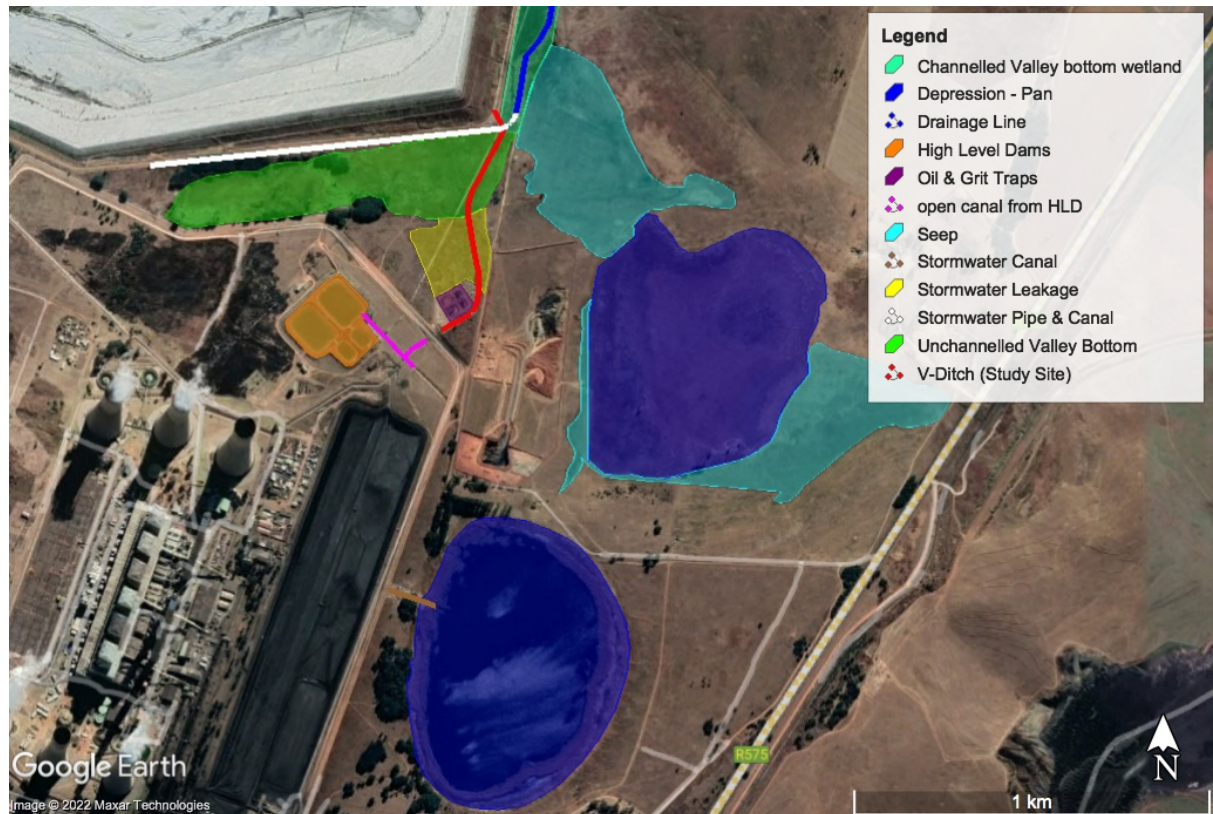 Legend
Channelled Valley bottom wetland
Depression - Pan
Drainage Line
High Level Dams
Oil & Grit Traps
open canal from HLD
Seep
Stormwater Canal
Stormwater Leakage
Stormwater Pipe & Canal
Unchannelled Valley Bottom
V-Ditch (Study Site)
R575
Google Earth
N
Image © 2022 Maxar Technologies
1 km